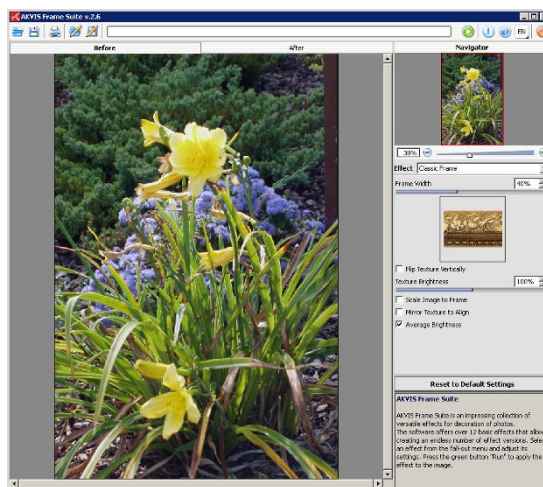 AKVIS Frame Suite v.2.6
EN
Before
After
Navigator
38%
Effect Classic Frame
Frame Width 40%
Flip Texture Vertically
Texture Brightness 100%
Scale Image to Frame
Mirror Texture to Align
Average Brightness
Reset to Default Settings
AKVIS Frame Suite
AKVIS Frame Suite is an impressing collection of
versatile effects for decoration of photos.
The software offers over 12 basic effects that allow
creating an endless number of effect versions. Selec
an effect from the fall-out menu and adjust its
settings. Press the green button "Run" to apply the
effect to the image.